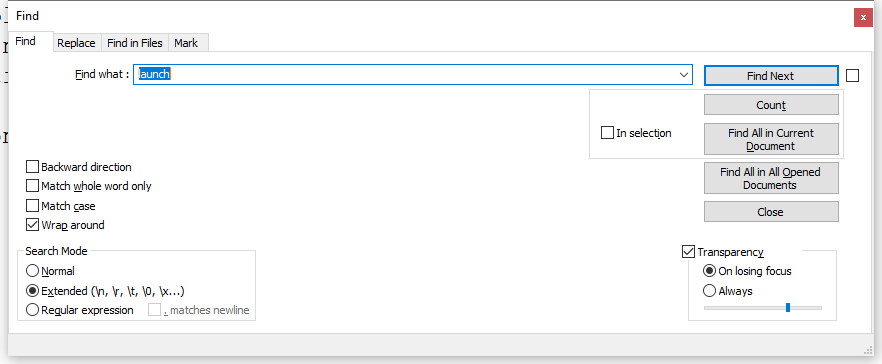 Find
x
Find Replace Find in Files Mark
Find what : launch Find Next
Count
In selection Find All in Current
Document
Backward direction Find All in All Opened
Match whole word only Documents
Match case Close
Wrap around
Search Mode Transparency
Normal On losing focus
Extended (\n, \r, \t, \0, \x...) Always
Regular expression . matches newline